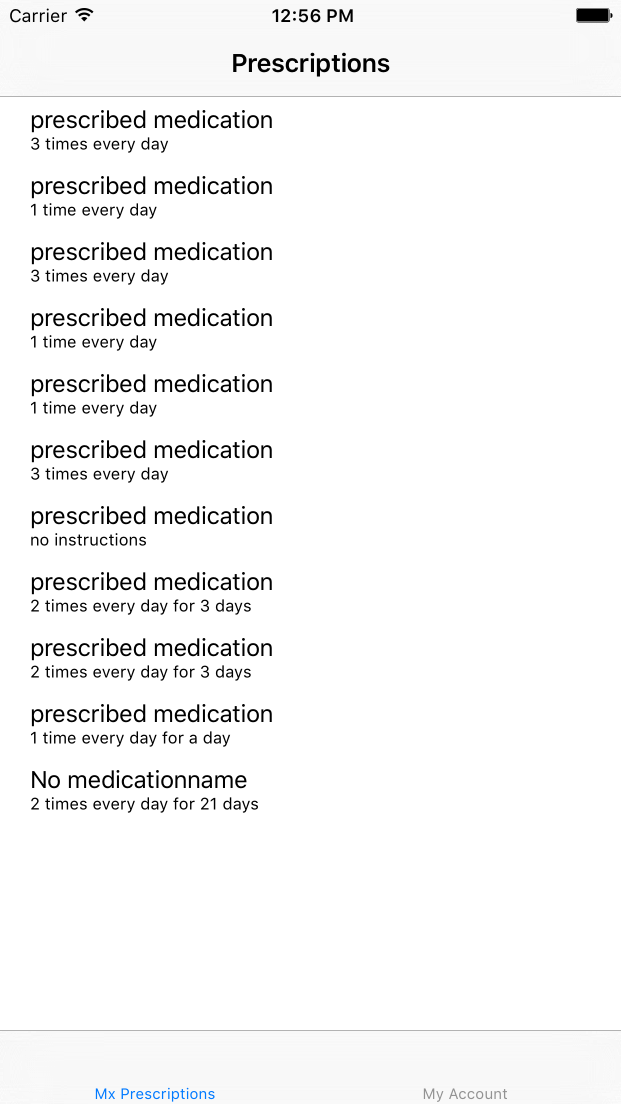 Carrier 12:56 PM
Prescriptions
prescribed medication
3 times every day
prescribed medication
1 time every day
prescribed medication
3 times every day
prescribed medication
1 time every day
prescribed medication
1 time every day
prescribed medication
3 times every day
prescribed medication
no instructions
prescribed medication
2 times every day for 3 days
prescribed medication
2 times every day for 3 days
prescribed medication
1 time every day for a day
No medicationname
2 times every day for 21 days
Mx Prescriptions My Account